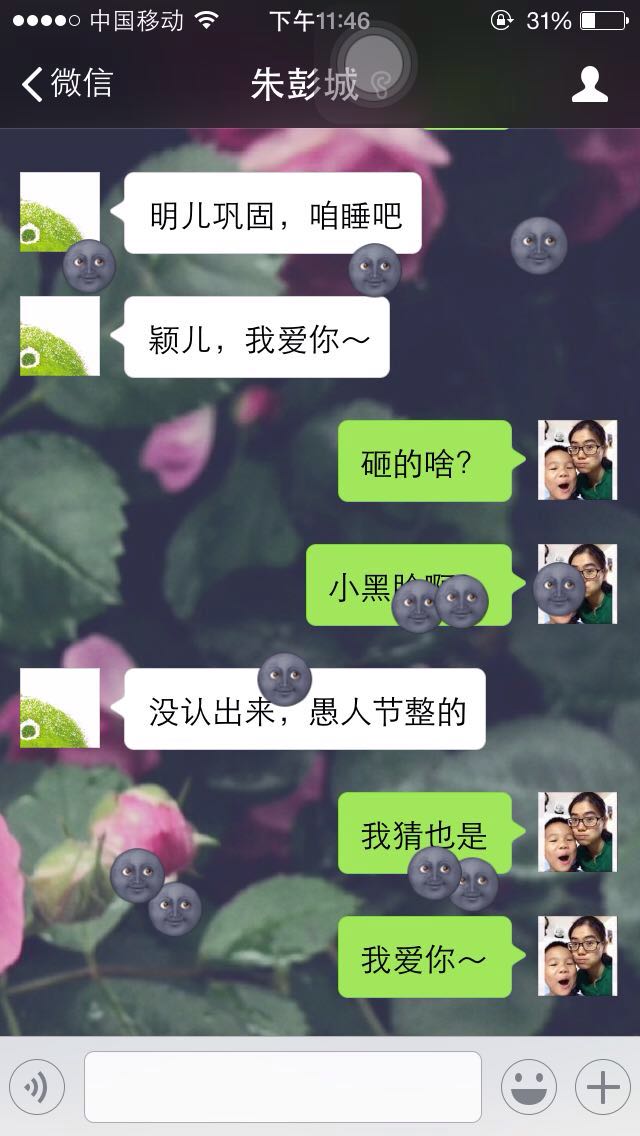 中国移动 下午11:46 31%
微信 朱彭城
明儿巩固，咱睡吧
颖儿，我爱你～
砸的啥？
小黑脸啊
没认出来，愚人节整的
我猜也是
我爱你～